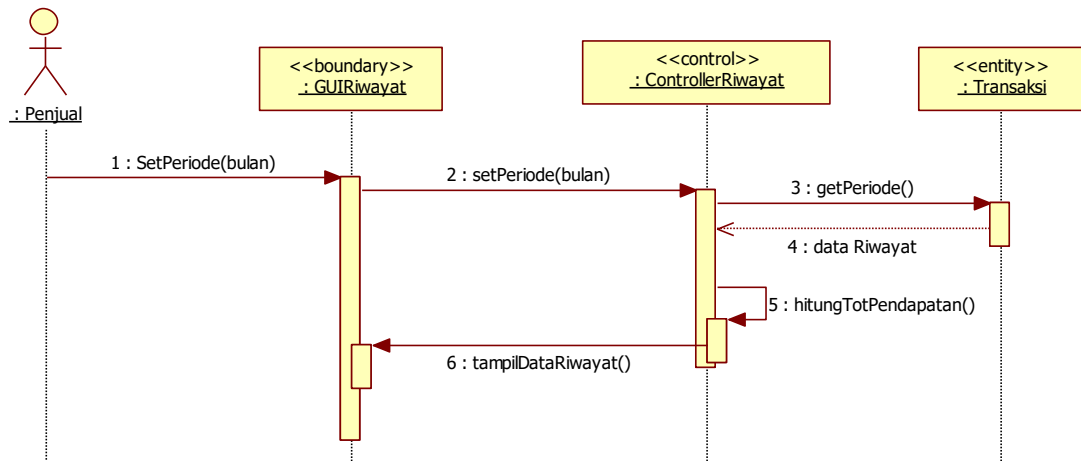 : Penjual
<<boundary>>
: GUIRiwayat
<<control>>
: ControllerRiwayat
<<entity>>
: Transaksi
1 : SetPeriode(bulan)
2 : setPeriode(bulan)
3 : getPeriode()
4 : data Riwayat
5 : hitungTotPendapatan()
6 : tampilDataRiwayat()